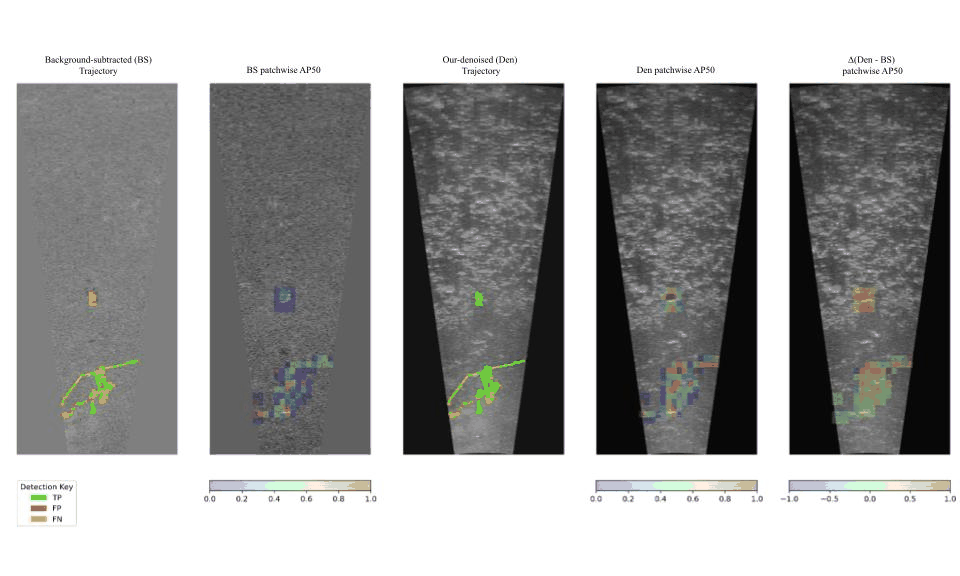 Background-subtracted (BS)
Trajectory
BS patchwise AP50
Our-denoised (Den)
Trajectory
Den patchwise AP50
Δ(Den - BS)
patchwise AP50
Detection Key
TP
FP
FN
0.0 0.2 0.4 0.6 0.8 1.0
0.0 0.2 0.4 0.6 0.8 1.0
−1.0 −0.5 0.0 0.5 1.0